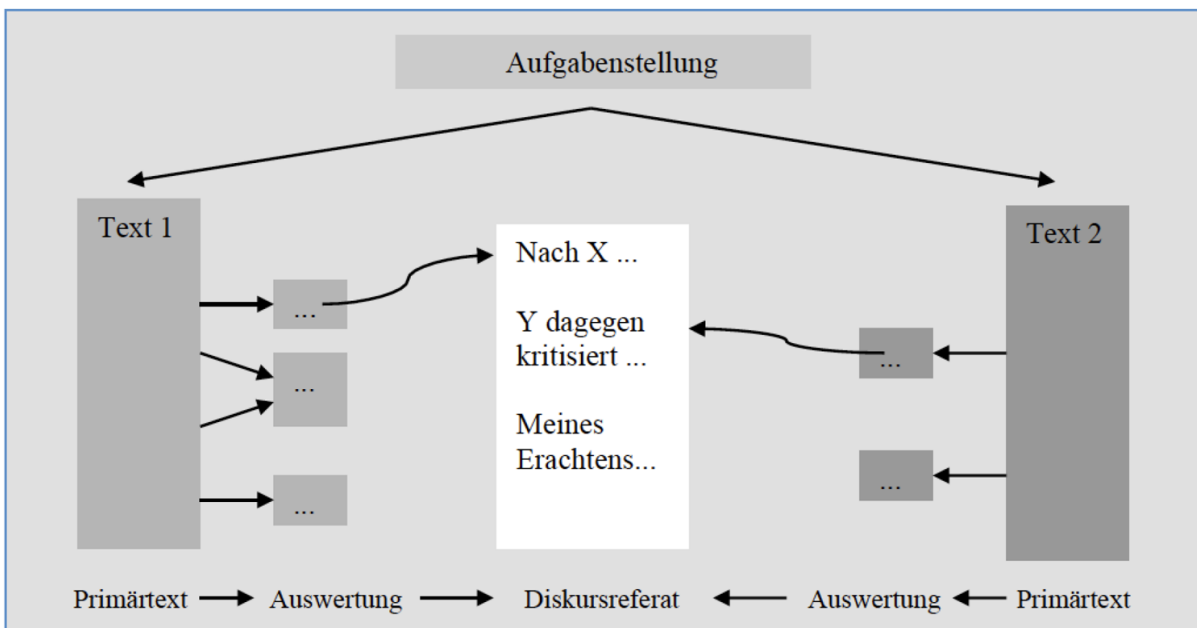 Aufgabenstellung
Text 1
...
...
...
Nach X ...
Y dagegen
kritisiert ...
Meines
Erachtens...
Text 2
...
...
Primärtext
Auswertung
Diskursreferat
Auswertung
Primärtext